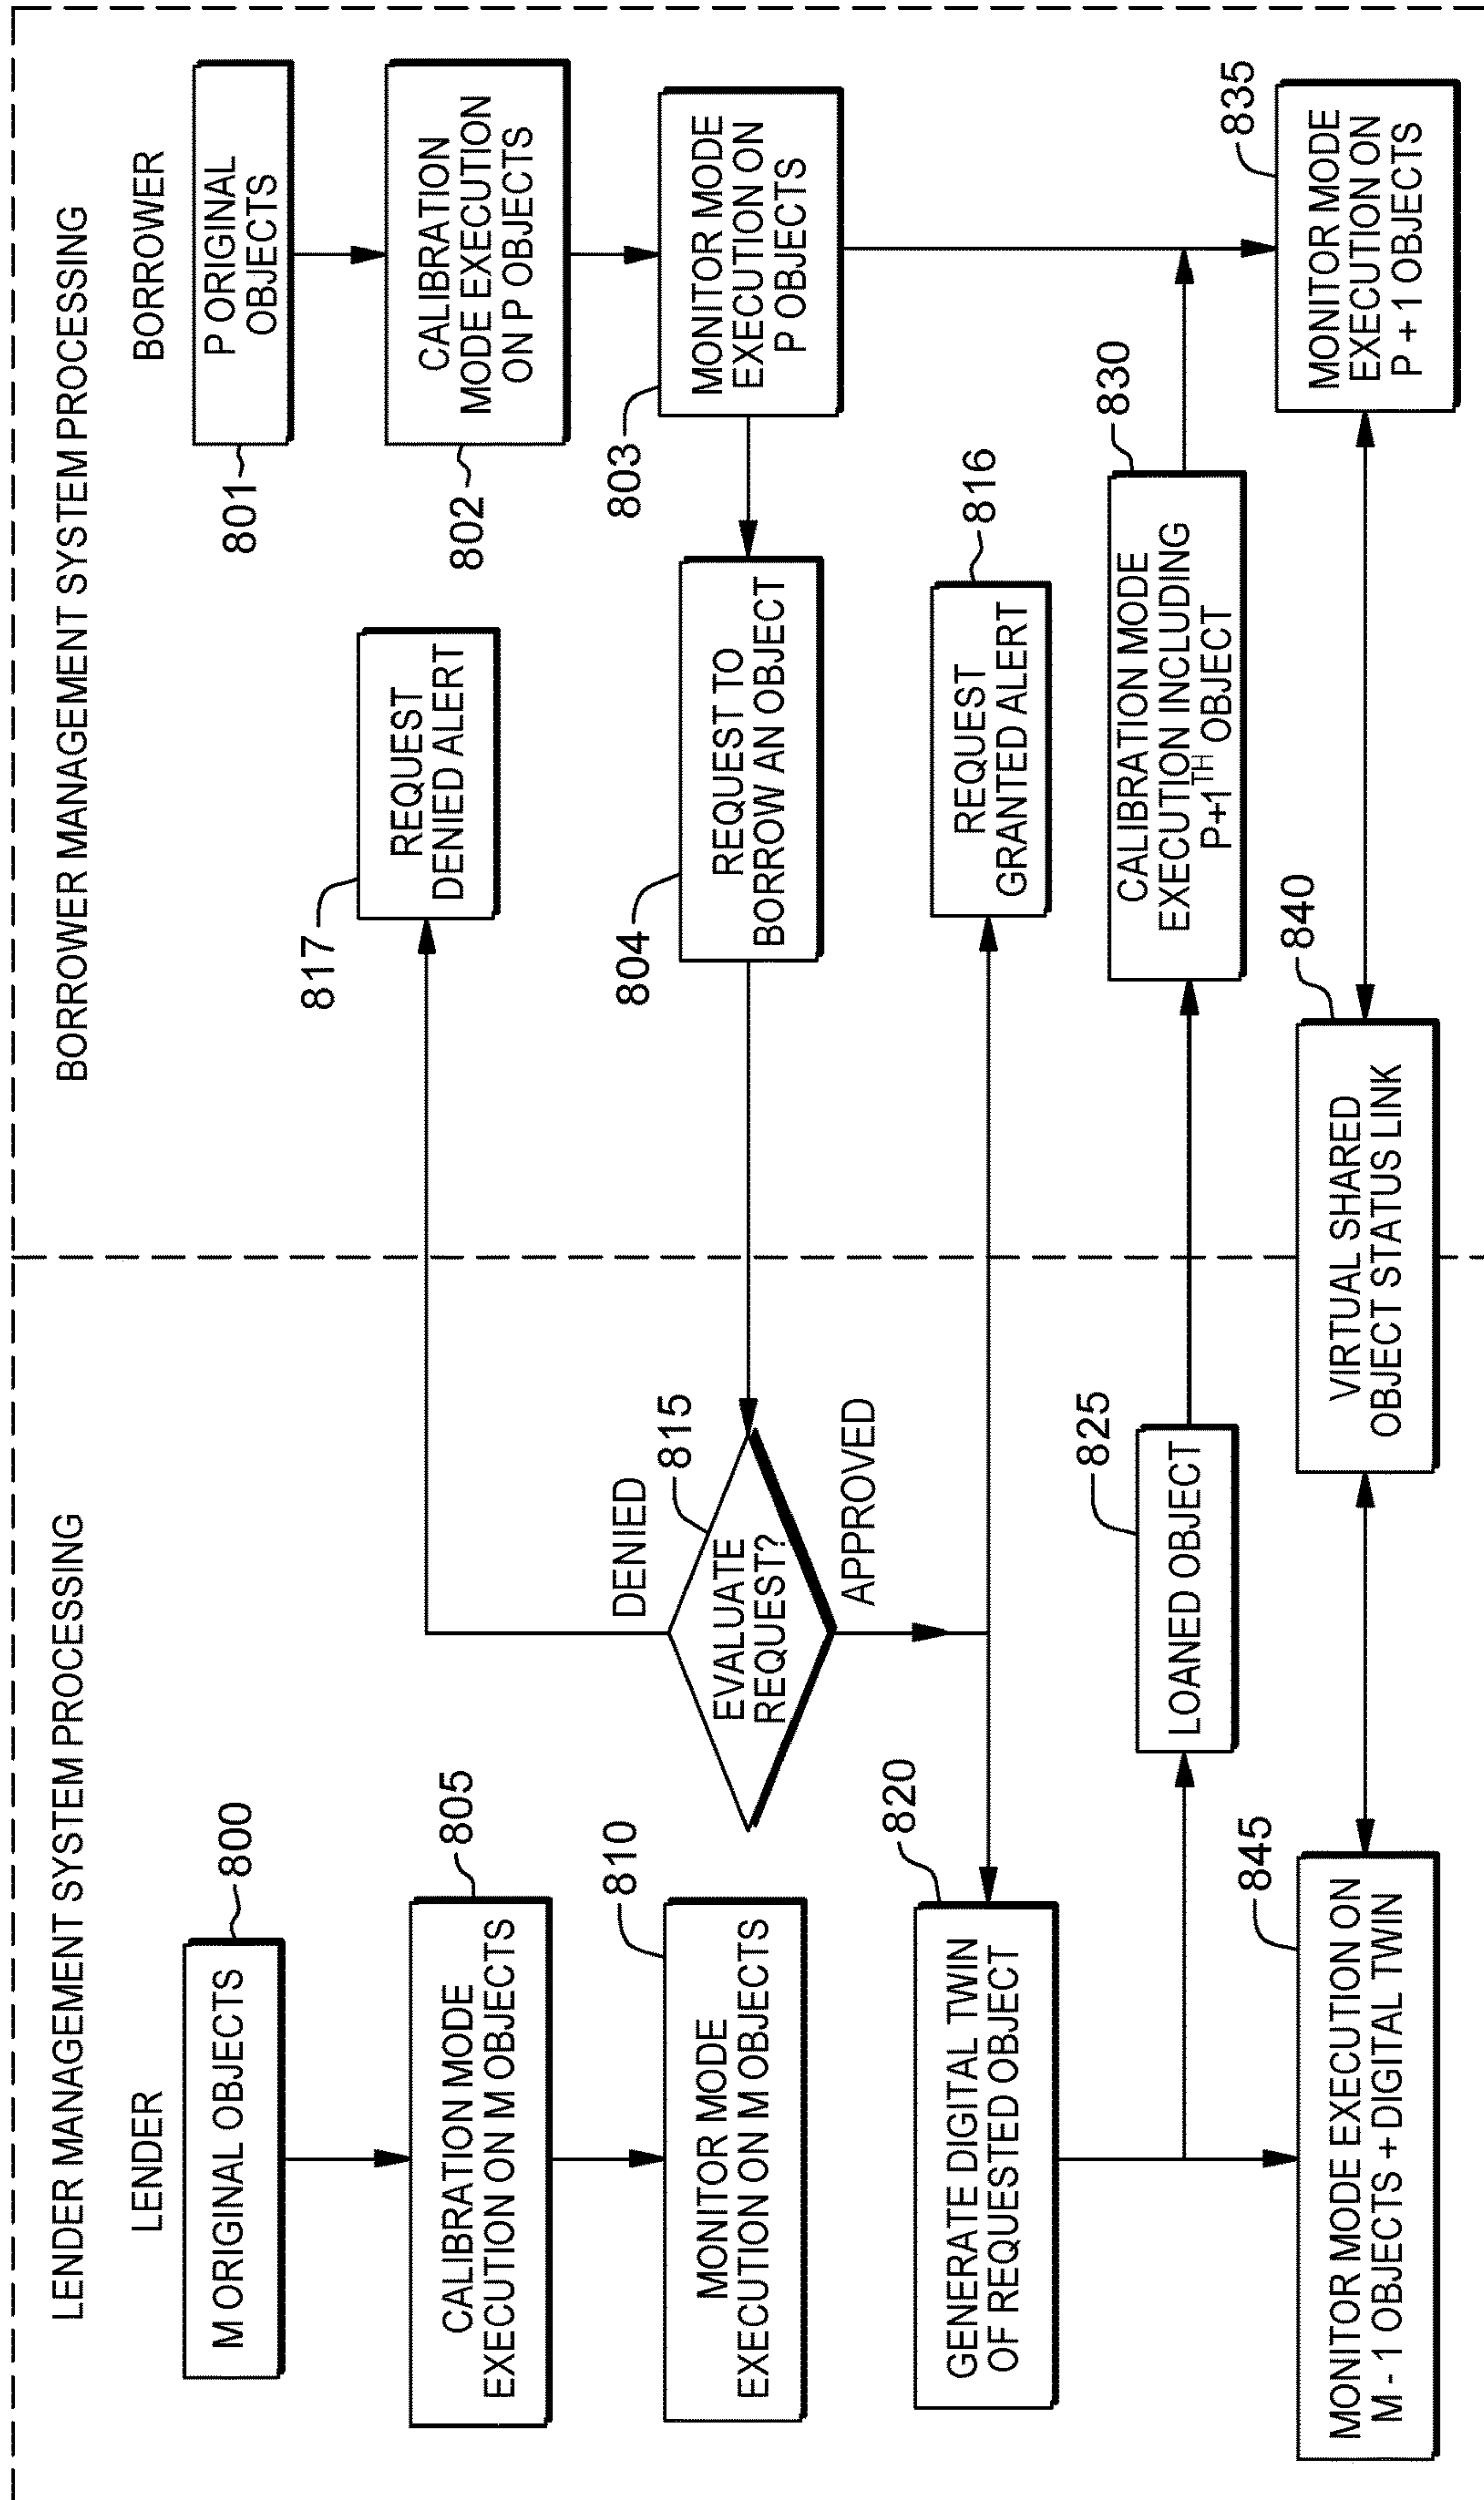 LENDER MANAGEMENT SYSTEM PROCESSING
BORROWER MANAGEMENT SYSTEM PROCESSING
LENDER
BORROWER
M ORIGINAL OBJECTS
800
801
P ORIGINAL
OBJECTS
817
REQUEST
DENIED ALERT
CALIBRATION MODE
EXECUTION ON M OBJECTS
805
802
CALIBRATION
MODE EXECUTION
ON P OBJECTS
DENIED
810
MONITOR MODE
EXECUTION ON M OBJECTS
EVALUATE
REQUEST?
815
APPROVED
804
REQUEST TO
BORROW AN OBJECT
803
MONITOR MODE
EXECUTION ON
P OBJECTS
820
GENERATE DIGITAL TWIN
OF REQUESTED OBJECT
REQUEST
GRANTED ALERT
816
825
LOANED OBJECT
CALIBRATION MODE
EXECUTION INCLUDING
P+1TH OBJECT
830
845
MONITOR MODE EXECUTION ON
M - 1 OBJECTS + DIGITAL TWIN
VIRTUAL SHARED
OBJECT STATUS LINK
840
MONITOR MODE
EXECUTION ON
P + 1 OBJECTS
835